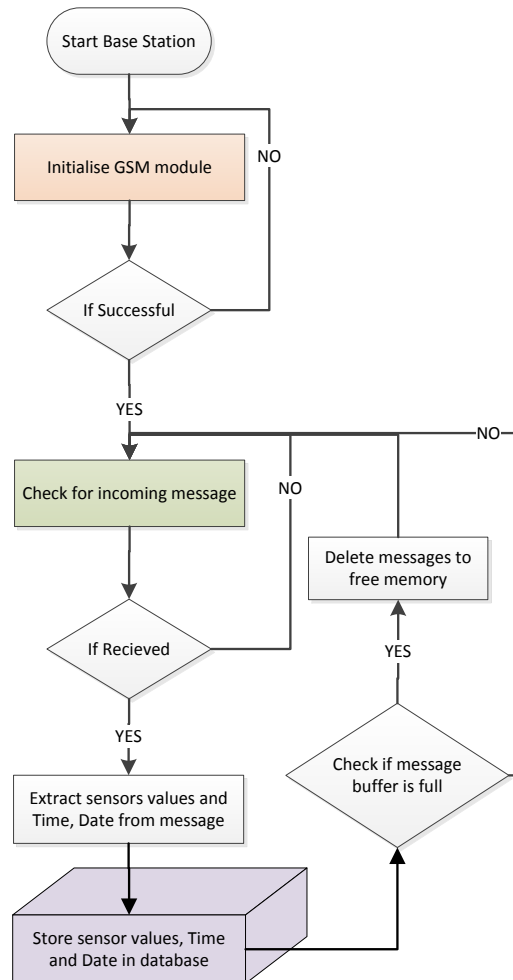 Start Base Station
NO
Initialise GSM module
If Successful
YES
NO
Check for incoming message
NO
Delete messages to
free memory
If Recieved
YES
YES
Check if message
buffer is full
Extract sensors values and
Time, Date from message
Store sensor values, Time
and Date in database